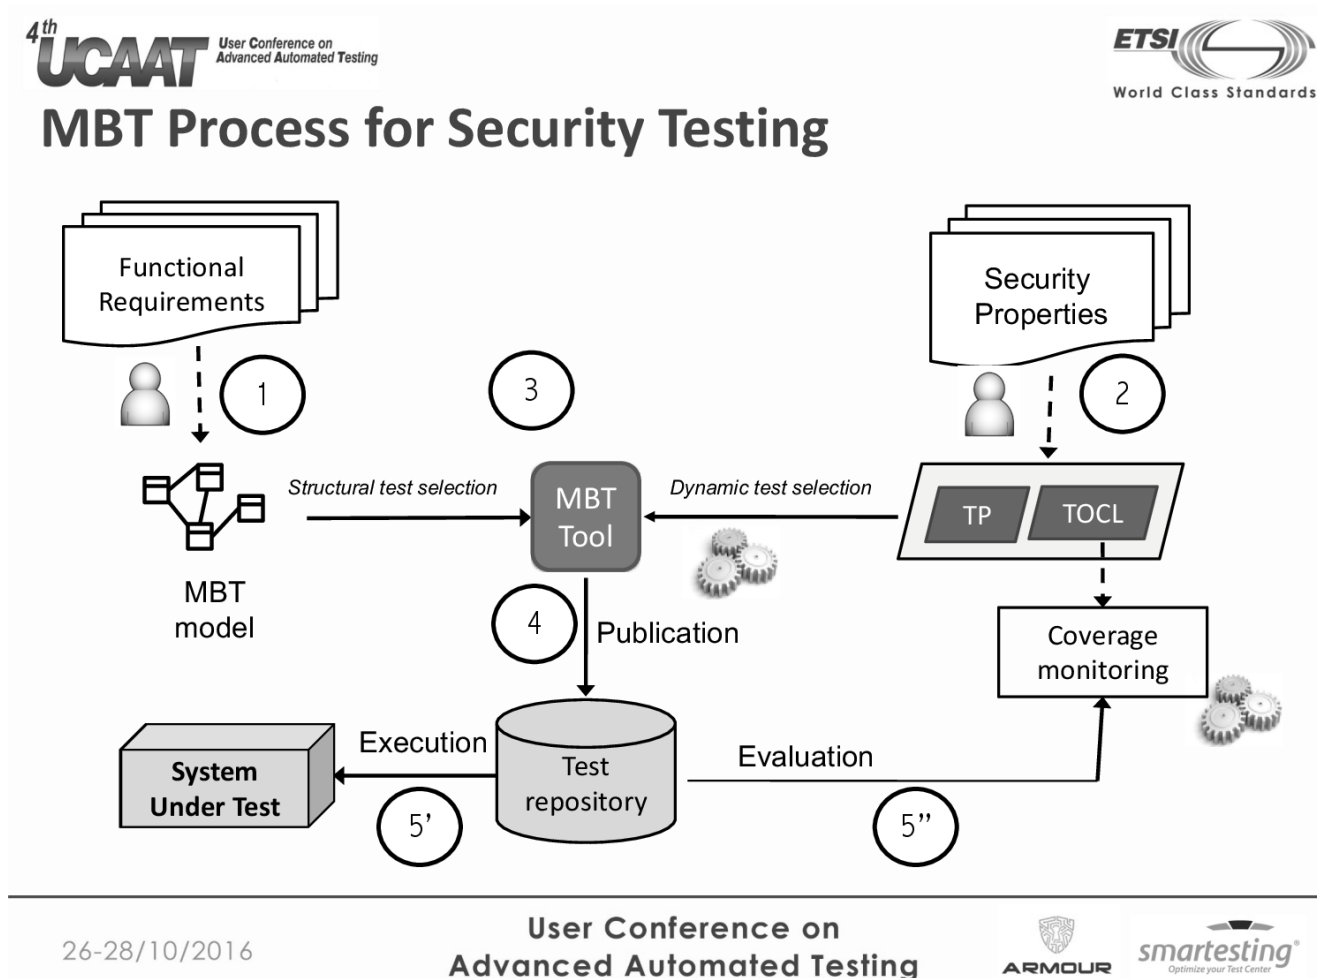 4th
UCAAT
User Conference on
Advanced Automated Testing
ETSI
World Class Standards
MBT Process for Security Testing
Functional
Requirements
Security
Properties
1
3
2
Structural test selection
MBT
Tool
Dynamic test selection
TP
TOCL
MBT
model
4
Publication
Coverage
monitoring
System
Under Test
Execution
5’
Test
repository
Evaluation
5’’
26-28/10/2016
User Conference on
Advanced Automated Testing
ARMOUR
smartesting®
Optimize your Test Center